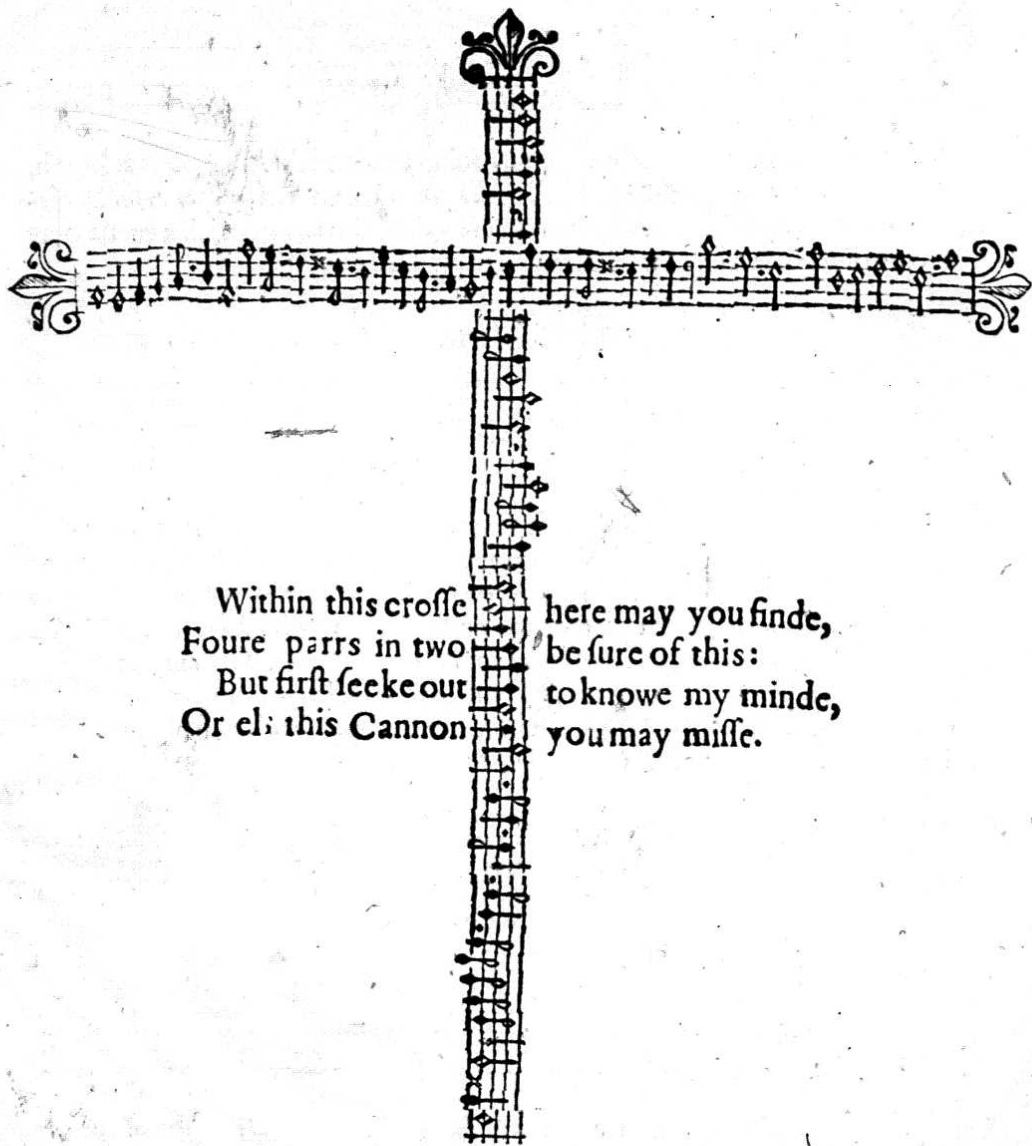 Within this croſſe here may you finde,
Foure parrs in two be ſure of this:
But firſt ſeeke out to knowe my minde,
Or els this Cannon you may miſſe.